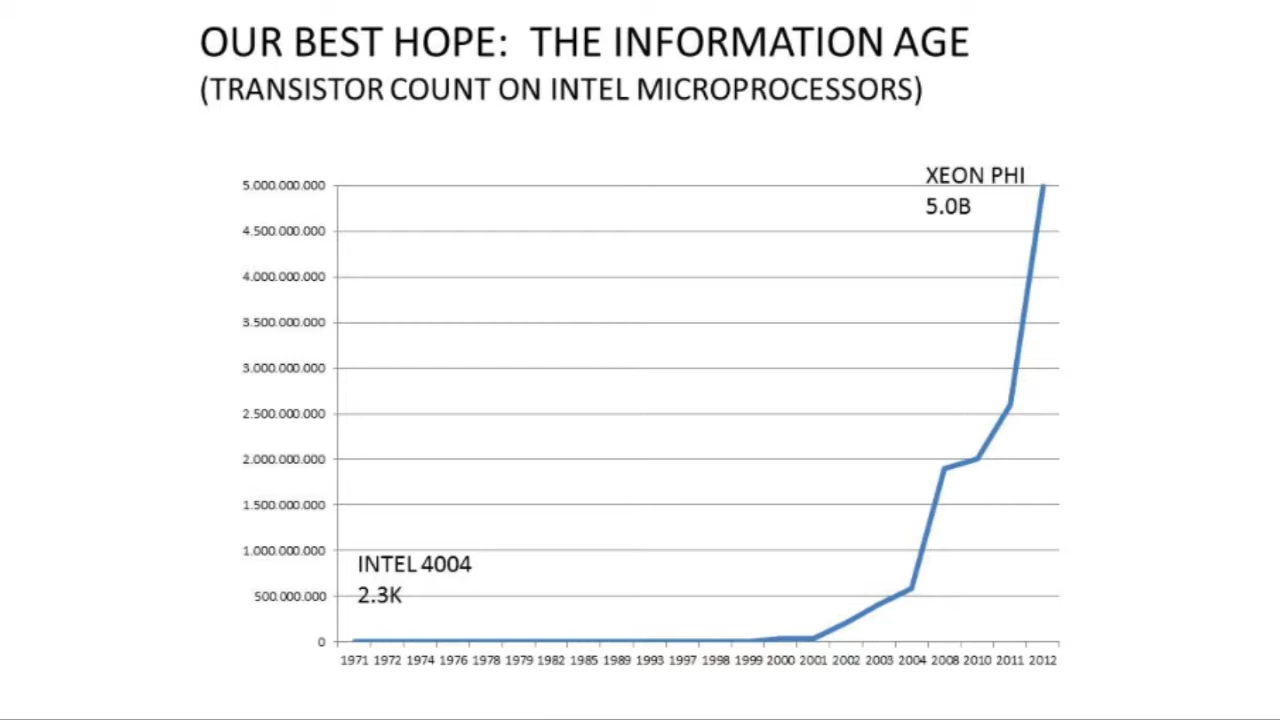 OUR BEST HOPE: THE INFORMATION AGE
(TRANSISTOR COUNT ON INTEL MICROPROCESSORS)
XEON PHI
5.0B
5.000.000.000
4.500.000.000
4.000.000.000
3.500.000.000
3.000.000.000
2.500.000.000
2.000.000.000
1.500.000.000
1.000.000.000
500.000.000
0
INTEL 4004
2.3K
1971 1972 1974 1976 1978 1979 1982 1985 1989 1993 1997 1998 1999 2000 2001 2002 2003 2004 2008 2010 2011 2012